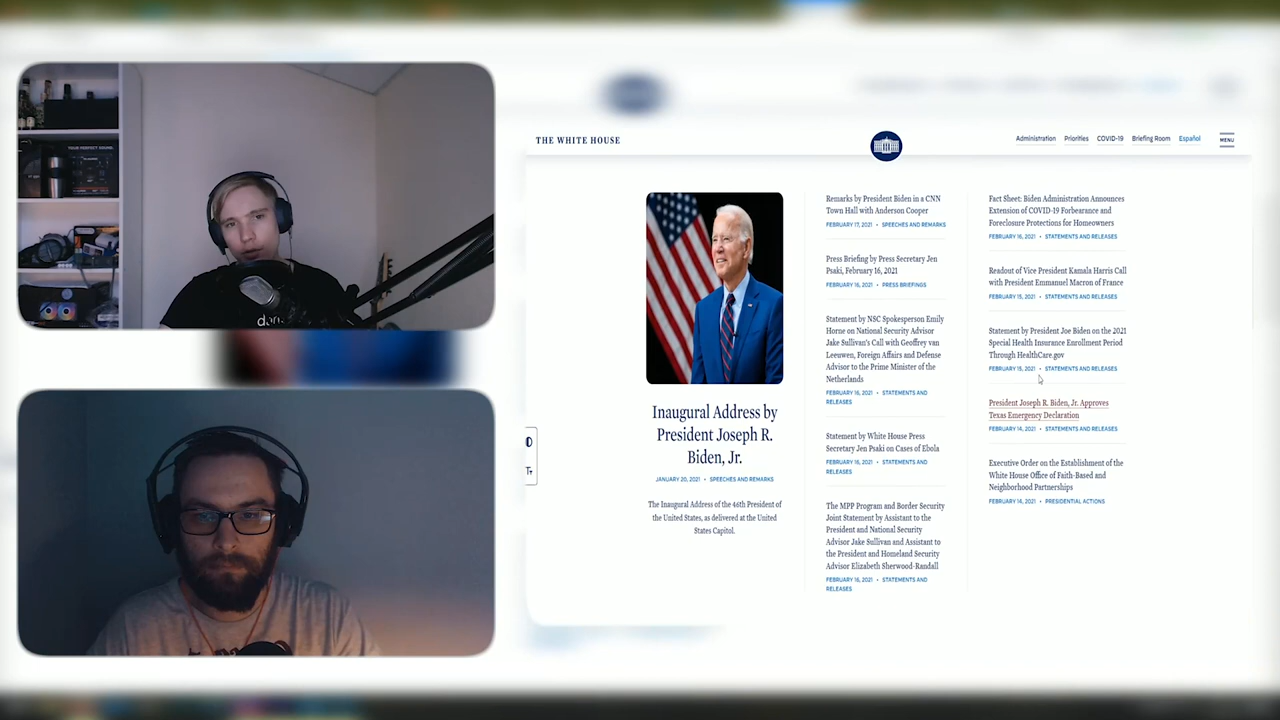 THE WHITE HOUSE
Administration
Priorities
COVID-19
Briefing Room
Español
MENU
Inaugural Address by
President Joseph R.
Biden, Jr.
JANUARY 20, 2021 • SPEECHES AND REMARKS
The Inaugural Address of the 46th President of
the United States, as delivered at the United
States Capitol.
Remarks by President Biden in a CNN
Town Hall with Anderson Cooper
FEBRUARY 17, 2021 • SPEECHES AND REMARKS
Press Briefing by Press Secretary Jen
Psaki, February 16, 2021
FEBRUARY 16, 2021 • PRESS BRIEFINGS
Statement by NSC Spokesperson Emily
Horne on National Security Advisor
Jake Sullivan's Call with Geoffrey van
Leeuwen, Foreign Affairs and Defense
Advisor to the Prime Minister of the
Netherlands
FEBRUARY 16, 2021 • STATEMENTS AND
RELEASES
Statement by White House Press
Secretary Jen Psaki on Cases of Ebola
FEBRUARY 16, 2021 • STATEMENTS AND
RELEASES
The MPP Program and Border Security
Joint Statement by Assistant to the
President and National Security
Advisor Jake Sullivan and Assistant to
the President and Homeland Security
Advisor Elizabeth Sherwood-Randall
FEBRUARY 16, 2021 • STATEMENTS AND
RELEASES
Fact Sheet: Biden Administration Announces
Extension of COVID-19 Forbearance and
Foreclosure Protections for Homeowners
FEBRUARY 16, 2021 • STATEMENTS AND RELEASES
Readout of Vice President Kamala Harris Call
with President Emmanuel Macron of France
FEBRUARY 15, 2021 • STATEMENTS AND RELEASES
Statement by President Joe Biden on the 2021
Special Health Insurance Enrollment Period
Through HealthCare.gov
FEBRUARY 15, 2021 • STATEMENTS AND RELEASES
President Joseph R. Biden, Jr. Approves
Texas Emergency Declaration
FEBRUARY 14, 2021 • STATEMENTS AND RELEASES
Executive Order on the Establishment of the
White House Office of Faith-Based and
Neighborhood Partnerships
FEBRUARY 14, 2021 • PRESIDENTIAL ACTIONS